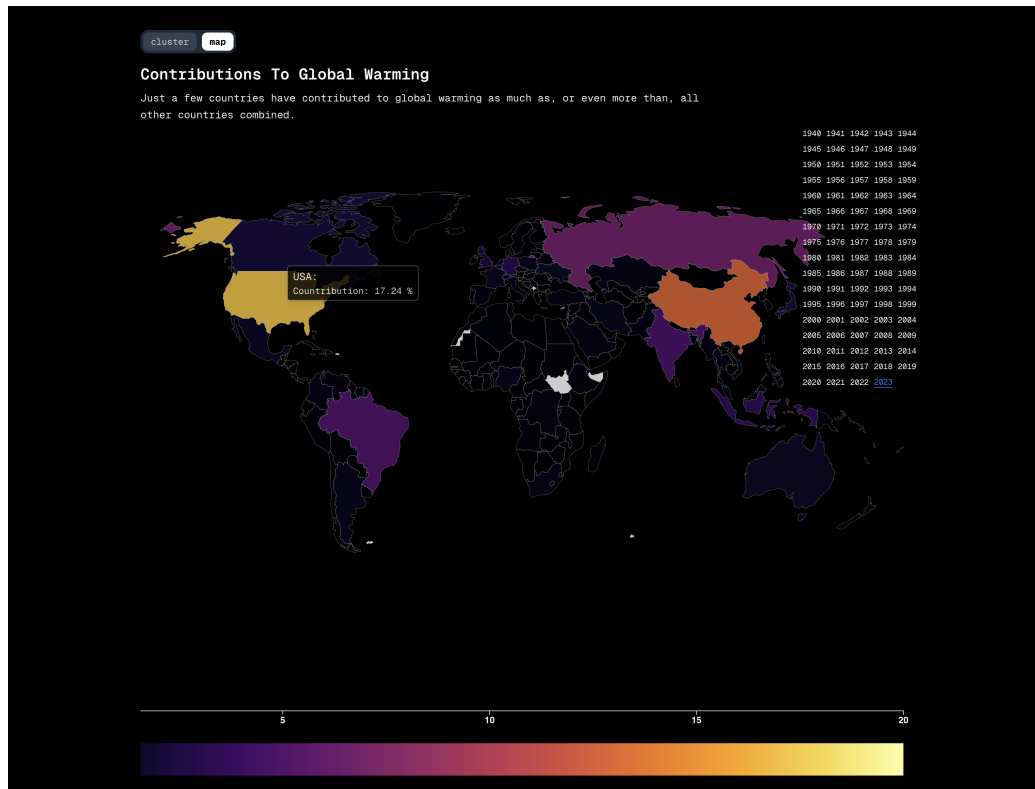 cluster map
Contributions To Global Warming
Just a few countries have contributed to global warming as much as, or even more than, all
other countries combined.
1940 1941 1942 1943 1944
1945 1946 1947 1948 1949
1950 1951 1952 1953 1954
1955 1956 1957 1958 1959
1960 1961 1962 1963 1964
1965 1966 1967 1968 1969
1970 1971 1972 1973 1974
1975 1976 1977 1978 1979
1980 1981 1982 1983 1984
1985 1986 1987 1988 1989
1990 1991 1992 1993 1994
1995 1996 1997 1998 1999
2000 2001 2002 2003 2004
2005 2006 2007 2008 2009
2010 2011 2012 2013 2014
2015 2016 2017 2018 2019
2020 2021 2022 2023
USA:
Countribution: 17.24 %
5 10 15 20